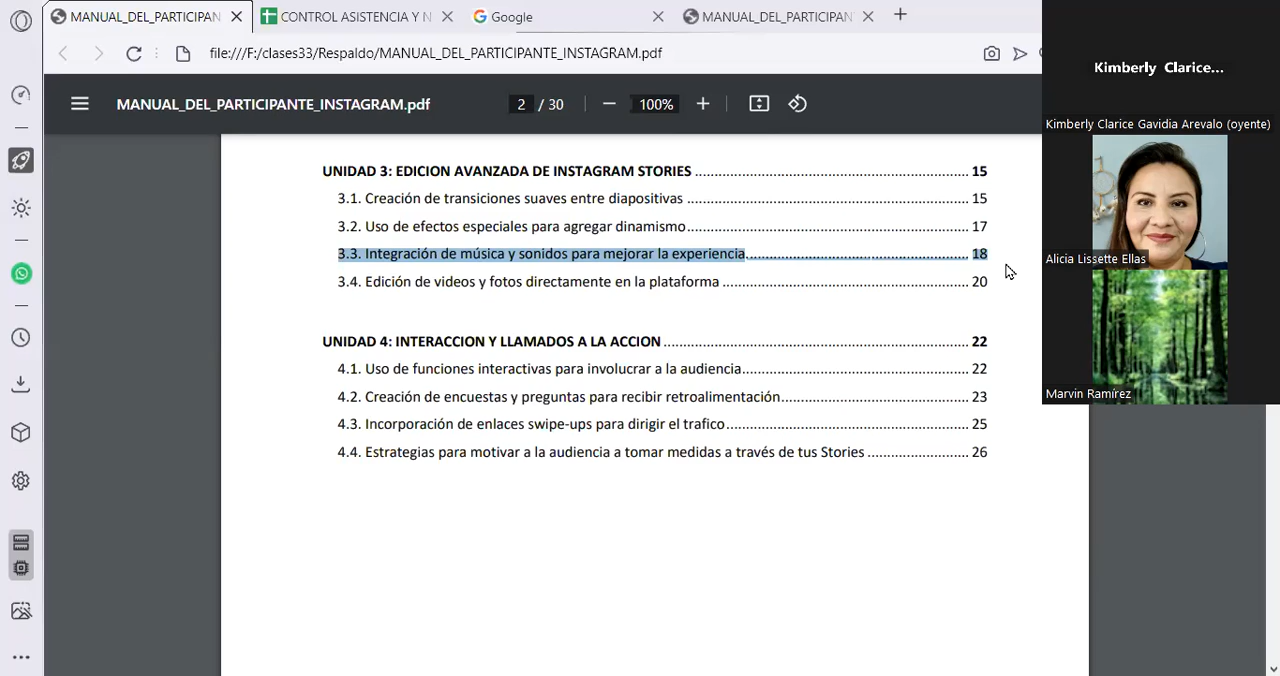 MANUAL_DEL_PARTICIPAN
CONTROL ASISTENCIA Y N
Google
MANUAL_DEL_PARTICIPAN
file:///F:/clases33/Respaldo/MANUAL_DEL_PARTICIPANTE_INSTAGRAM.pdf
MANUAL_DEL_PARTICIPANTE_INSTAGRAM.pdf
2 / 30
100%
UNIDAD 3: EDICION AVANZADA DE INSTAGRAM STORIES ........ 15
3.1. Creación de transiciones suaves entre diapositivas ........ 15
3.2. Uso de efectos especiales para agregar dinamismo ........ 17
3.3. Integración de música y sonidos para mejorar la experiencia ........ 18
3.4. Edición de videos y fotos directamente en la plataforma ........ 20
UNIDAD 4: INTERACCION Y LLAMADOS A LA ACCION ........ 22
4.1. Uso de funciones interactivas para involucrar a la audiencia ........ 22
4.2. Creación de encuestas y preguntas para recibir retroalimentación ........ 23
4.3. Incorporación de enlaces swipe-ups para dirigir el trafico ........ 25
4.4. Estrategias para motivar a la audiencia a tomar medidas a través de tus Stories ........ 26
Kimberly Clarice...
Kimberly Clarice Gavidia Arevalo (oyente)
Alicia Lissette Ellas
Marvin Ramírez